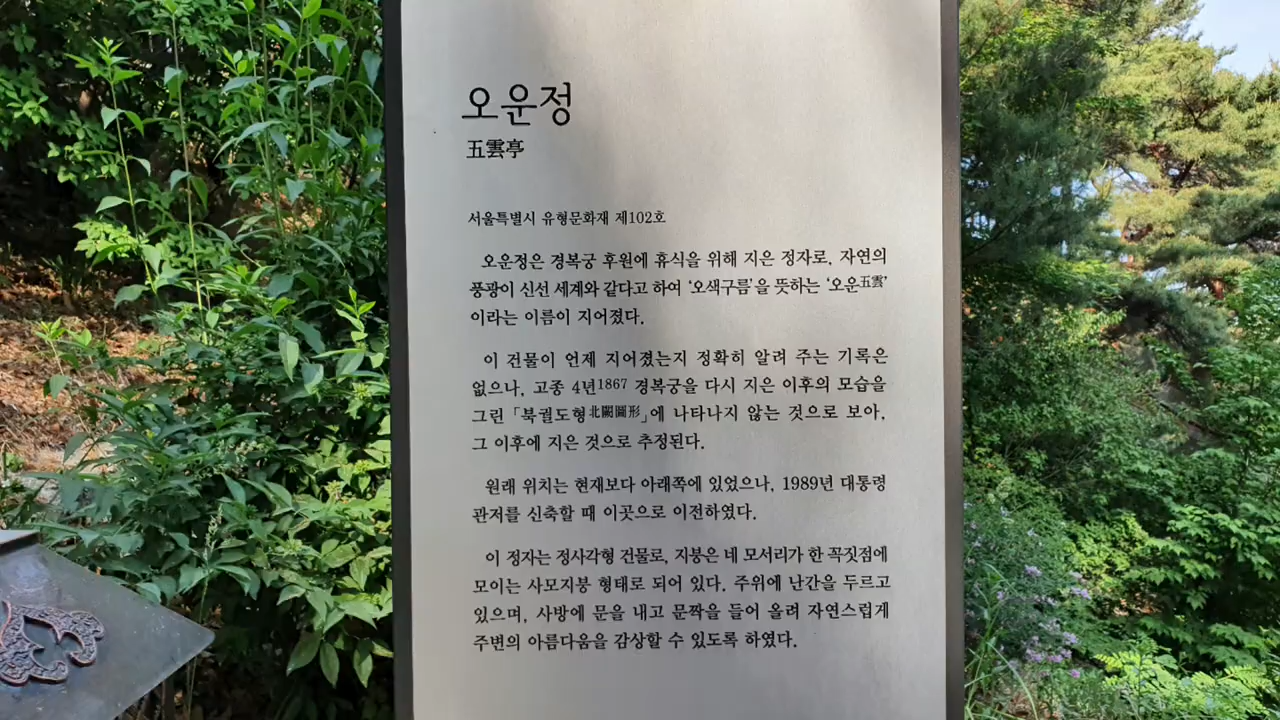 오운정
五雲亭
서울특별시 유형문화재 제102호
오운정은 경복궁 후원에 휴식을 위해 지은 정자로, 자연의
풍광이 신선 세계와 같다고 하여 '오색구름'을 뜻하는 '오운五雲'
이라는 이름이 지어졌다.
이 건물이 언제 지어졌는지 정확히 알려 주는 기록은
없으나, 고종 4년1867 경복궁을 다시 지은 이후의 모습을
그린 「북궐도형北闕圖形」에 나타나지 않는 것으로 보아,
그 이후에 지은 것으로 추정된다.
원래 위치는 현재보다 아래쪽에 있었으나, 1989년 대통령
관저를 신축할 때 이곳으로 이전하였다.
이 정자는 정사각형 건물로, 지붕은 네 모서리가 한 꼭짓점에
모이는 사모지붕 형태로 되어 있다. 주위에 난간을 두르고
있으며, 사방에 문을 내고 문짝을 들어 올려 자연스럽게
주변의 아름다움을 감상할 수 있도록 하였다.